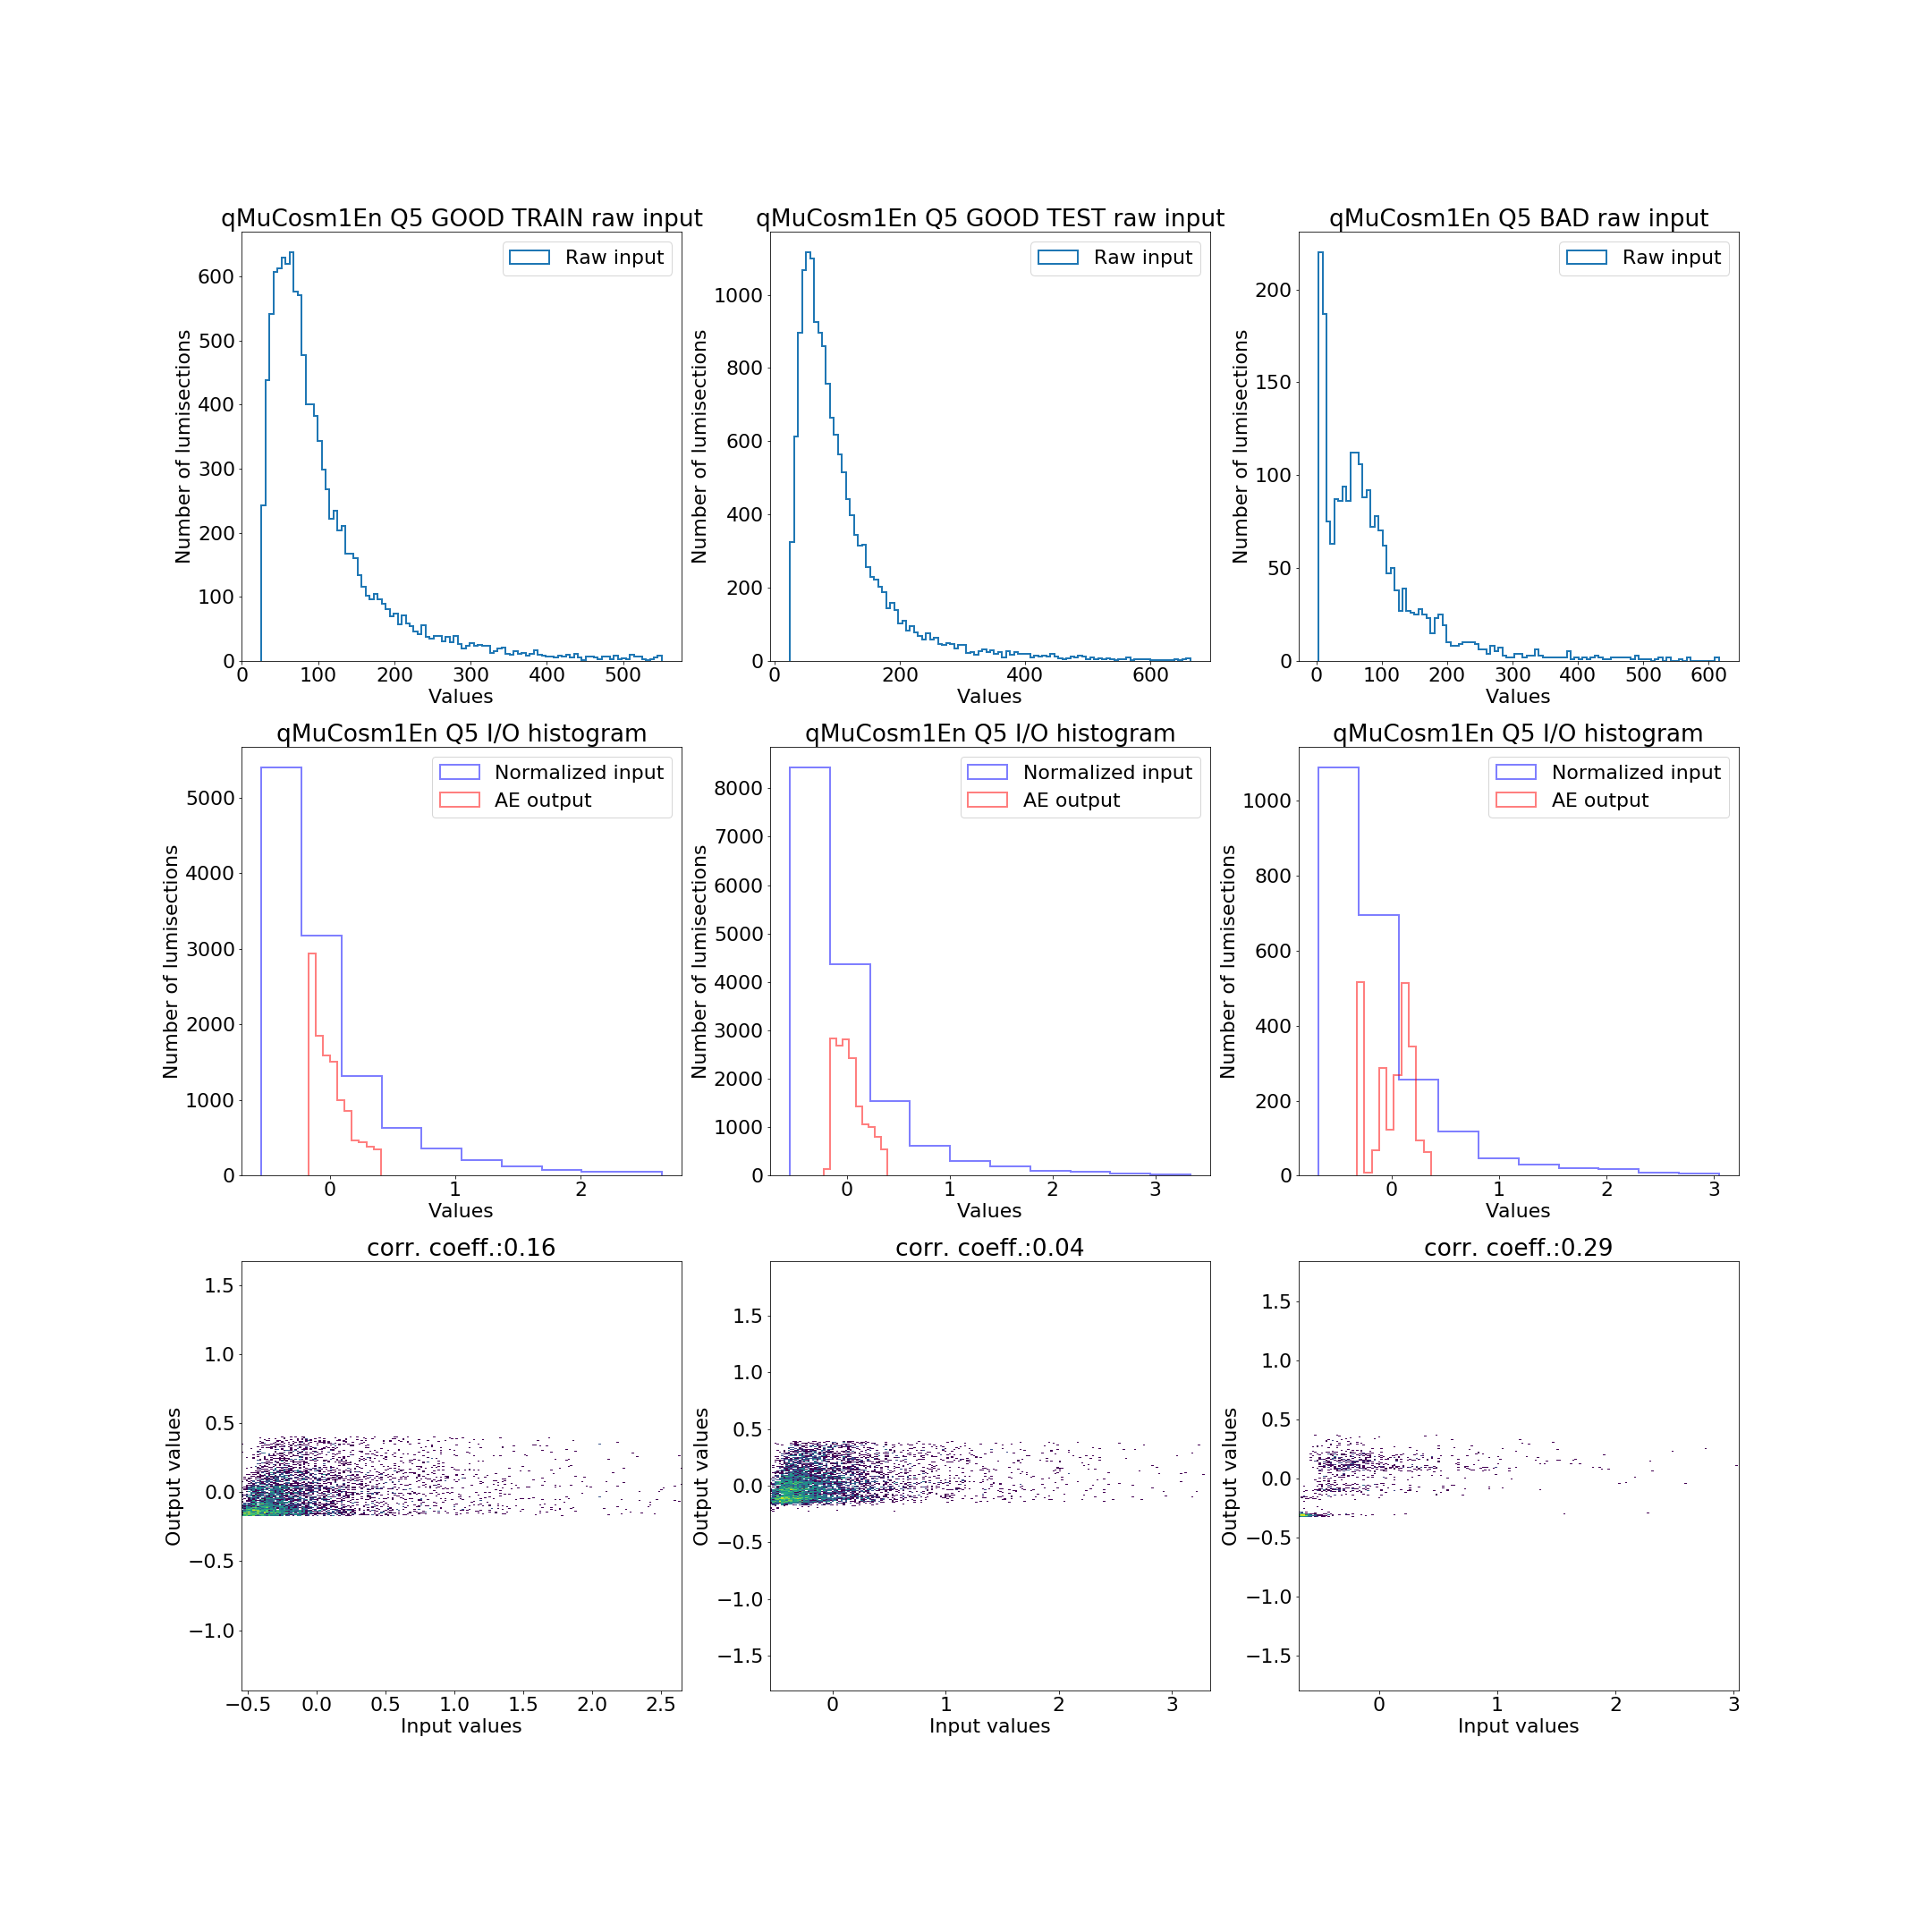 qMuCosm1En Q5 GOOD TRAIN raw input
Raw input
600
500
400
300
200
100
0
Number of lumisections
0 100 200 300 400 500
Values
qMuCosm1En Q5 GOOD TEST raw input
Raw input
1000
800
600
400
200
0
Number of lumisections
0 200 400 600
Values
qMuCosm1En Q5 BAD raw input
Raw input
200
150
100
50
0
Number of lumisections
0 100 200 300 400 500 600
Values
qMuCosm1En Q5 I/O histogram
Normalized input
AE output
5000
4000
3000
2000
1000
0
Number of lumisections
0 1 2
Values
qMuCosm1En Q5 I/O histogram
Normalized input
AE output
8000
7000
6000
5000
4000
3000
2000
1000
0
Number of lumisections
0 1 2 3
Values
qMuCosm1En Q5 I/O histogram
Normalized input
AE output
1000
800
600
400
200
0
Number of lumisections
0 1 2 3
Values
corr. coeff.:0.16
1.5
1.0
0.5
0.0
−0.5
−1.0
Output values
−0.5 0.0 0.5 1.0 1.5 2.0 2.5
Input values
corr. coeff.:0.04
1.5
1.0
0.5
0.0
−0.5
−1.0
−1.5
Output values
0 1 2 3
Input values
corr. coeff.:0.29
1.5
1.0
0.5
0.0
−0.5
−1.0
−1.5
Output values
0 1 2 3
Input values